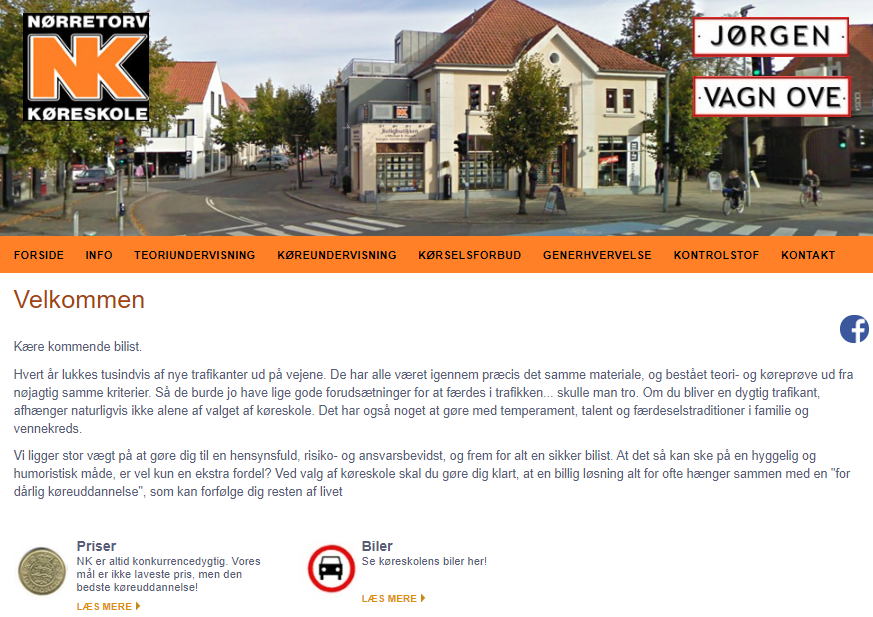 NØRRETORV
NK
KØRESKOLE
JØRGEN
VAGN OVE
FORSIDE INFO TEORIUNDERVISNING KØREUNDERVISNING KØRSELSFORBUD GENERHVERVELSE KONTROLSTOF KONTAKT
Velkommen
Kære kommende bilist.
Hvert år lukkes tusindvis af nye trafikanter ud på vejene. De har alle været igennem præcis det samme materiale, og bestået teori- og køreprøve ud fra
nøjagtig samme kriterier. Så de burde jo have lige gode forudsætninger for at færdes i trafikken... skulle man tro. Om du bliver en dygtig trafikant,
afhænger naturligvis ikke alene af valget af køreskole. Det har også noget at gøre med temperament, talent og færdeselstraditioner i familie og
vennekreds.
Vi ligger stor vægt på at gøre dig til en hensynsfuld, risiko- og ansvarsbevidst, og frem for alt en sikker bilist. At det så kan ske på en hyggelig og
humoristisk måde, er vel kun en ekstra fordel? Ved valg af køreskole skal du gøre dig klart, at en billig løsning alt for ofte hænger sammen med en "for
dårlig køreuddannelse", som kan forfølge dig resten af livet
Priser
NK er altid konkurrencedygtig. Vores
mål er ikke laveste pris, men den
bedste køreuddannelse!
LÆS MERE
Biler
Se køreskolens biler her!
LÆS MERE